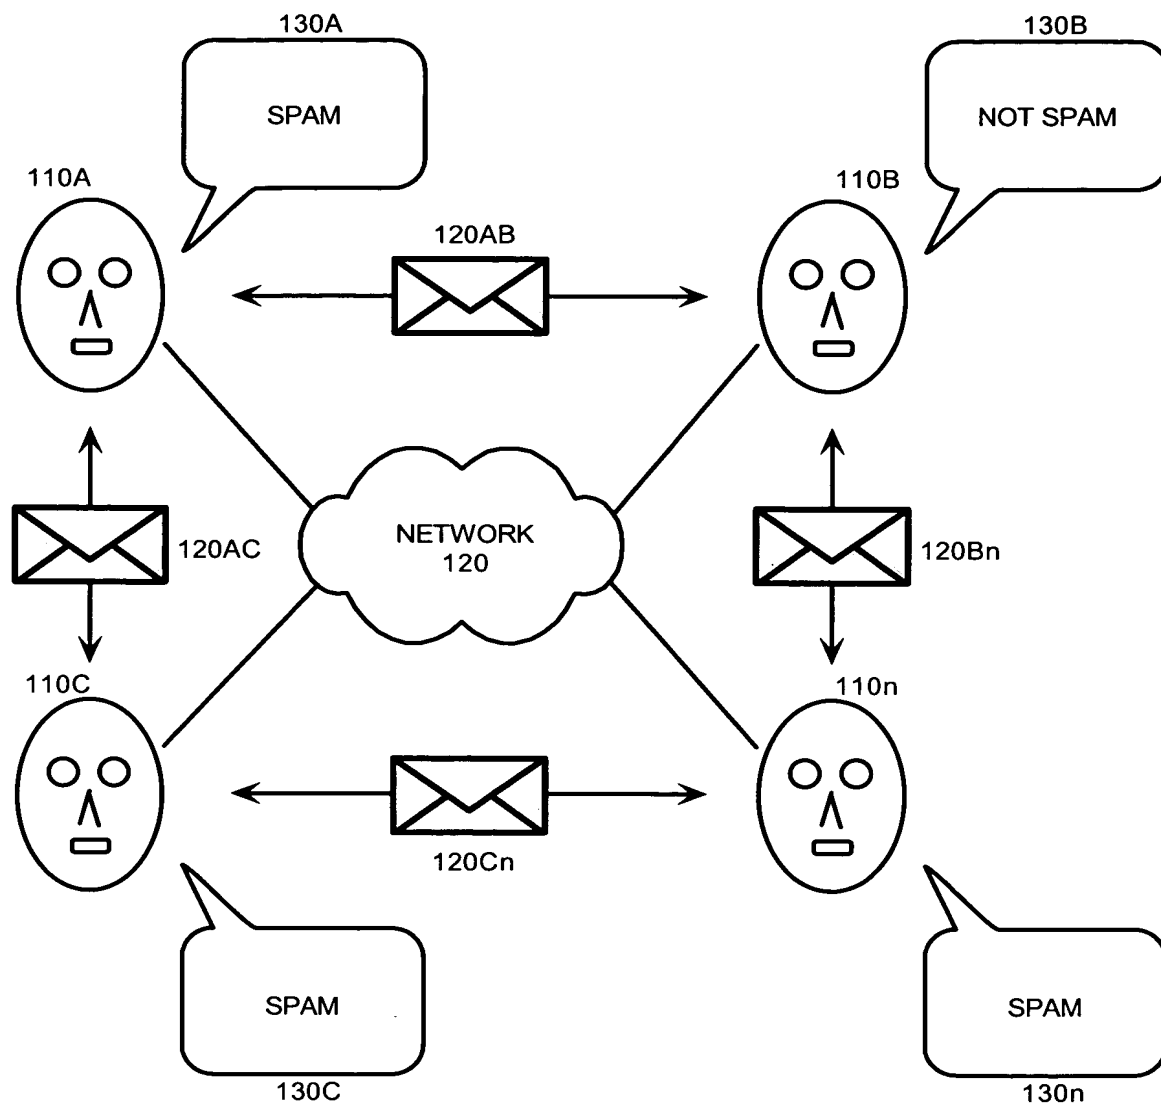 130A
130B
SPAM
NOT SPAM
110A
110B
120AB
120AC
NETWORK
120
120Bn
110C
110n
120Cn
SPAM
SPAM
130C
130n